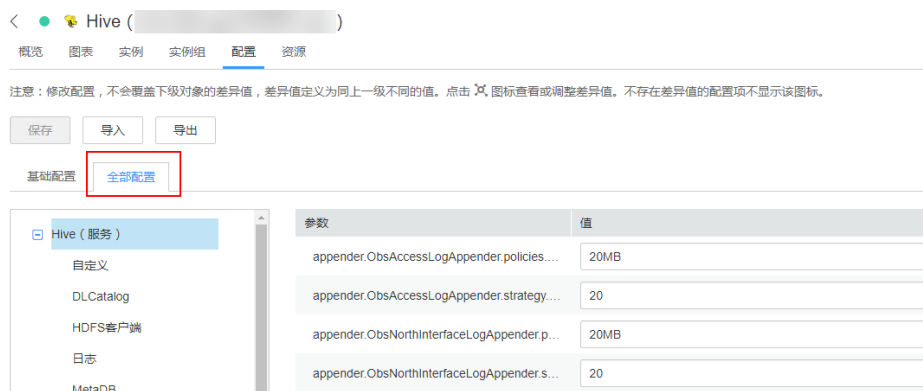 Hive ( )
概览 图表 实例 实例组 配置 资源
注意：修改配置，不会覆盖下级对象的差异值，差异值定义为同上一级不同的值。点击 图标查看或调整差异值。不存在差异值的配置项不显示该图标。
保存 导入 导出
基础配置 全部配置
Hive（服务）
自定义
DLCatalog
HDFS客户端
日志
MetaDB
参数 值
appender.ObsAccessLogAppender.policies.... 20MB
appender.ObsAccessLogAppender.strategy.... 20
appender.ObsNorthInterfaceLogAppender.p... 20MB
appender.ObsNorthInterfaceLogAppender.s... 20